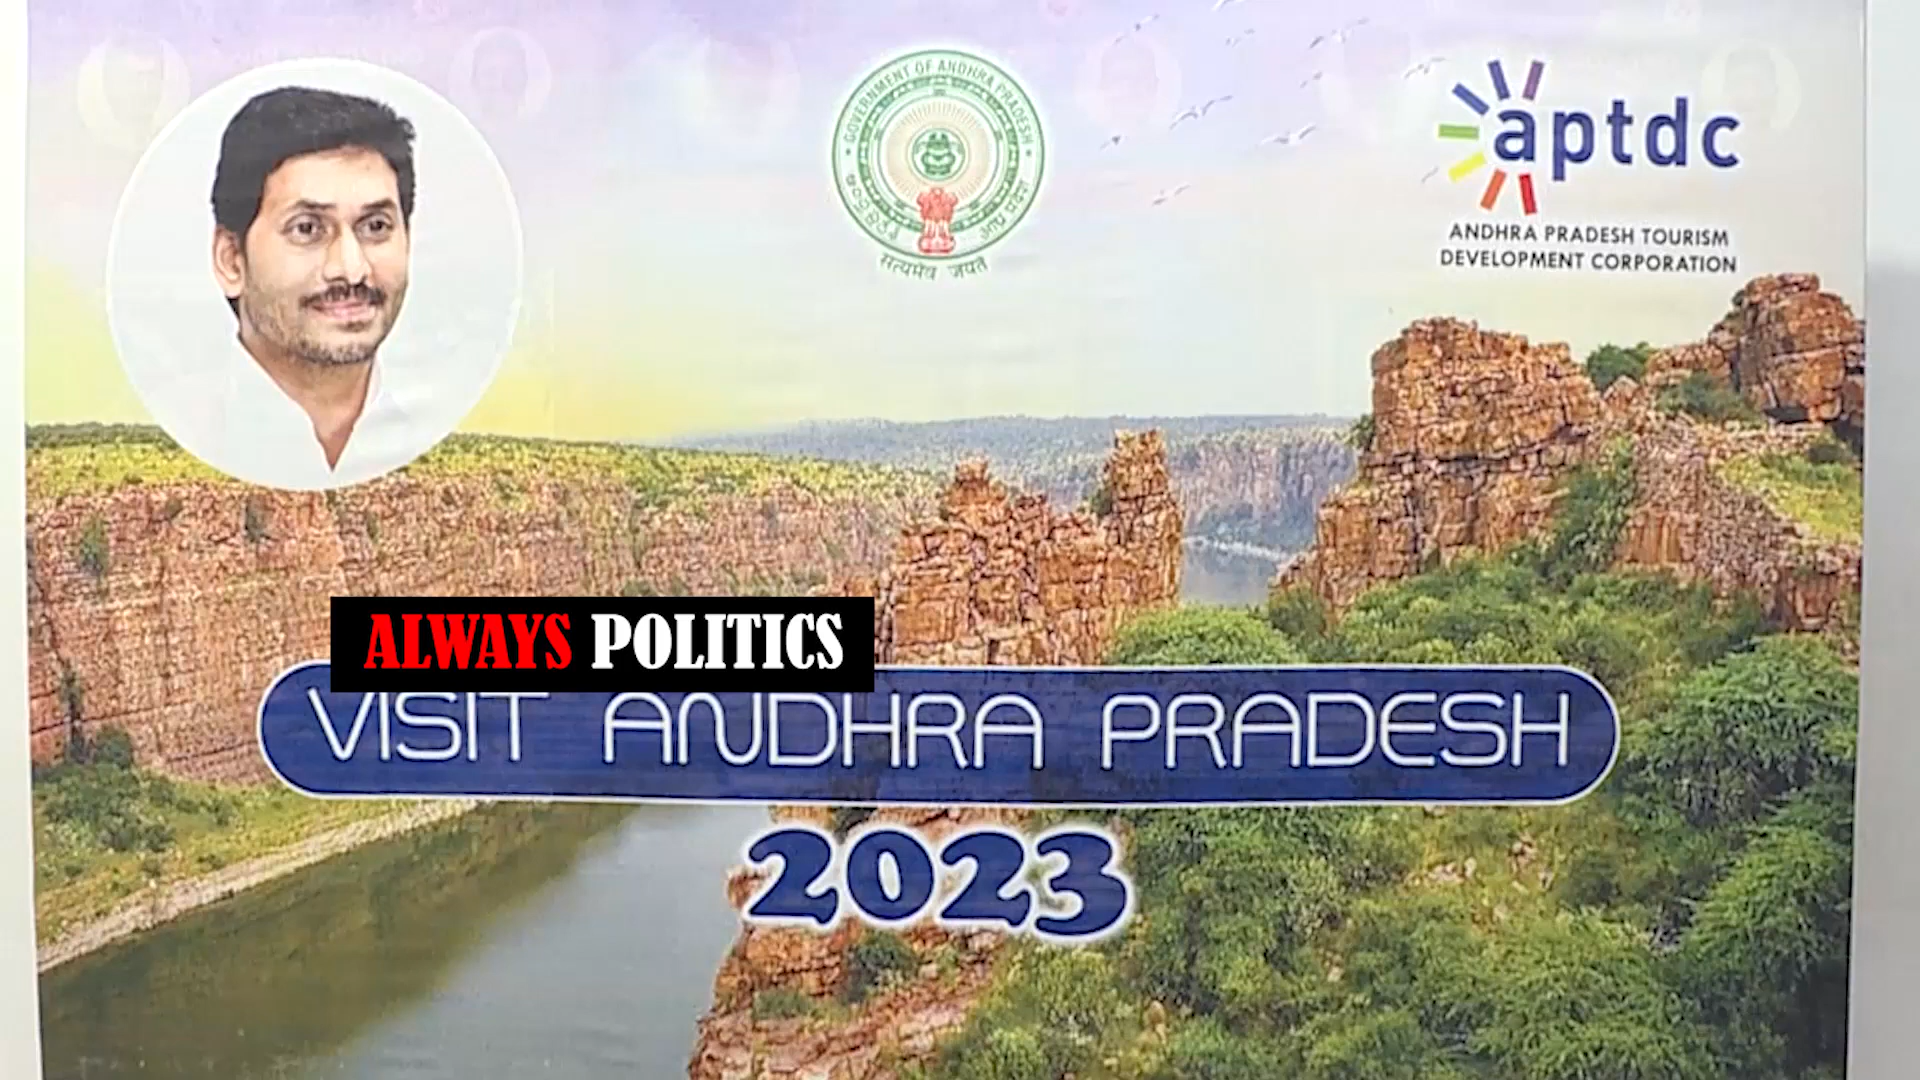 GOVERNMENT OF ANDHRA PRADESH
आंध्र प्रदेश
सत्यमेव जयते
aptdc
ANDHRA PRADESH TOURISM
DEVELOPMENT CORPORATION
ALWAYS POLITICS
VISIT ANDHRA PRADESH
2023